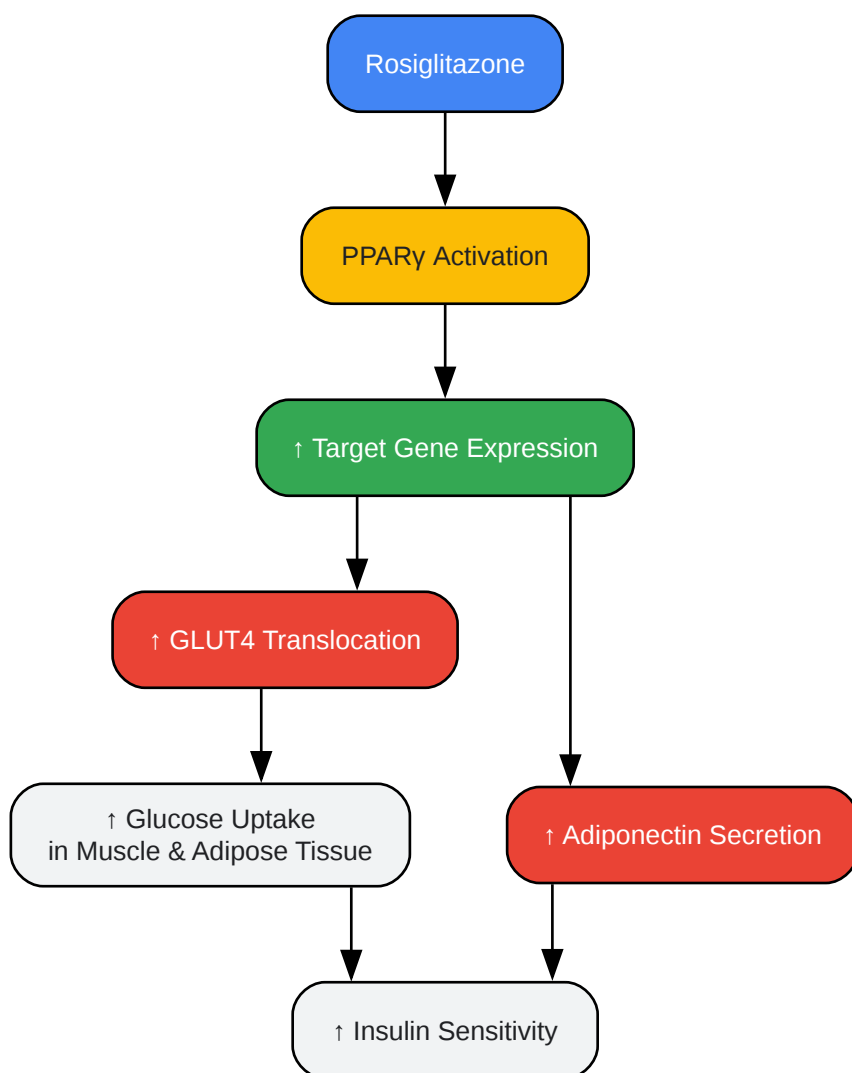 Rosiglitazone
PPARγ Activation
↑ Target Gene Expression
↑ GLUT4 Translocation
↑ Glucose Uptake
in Muscle & Adipose Tissue
↑ Adiponectin Secretion
↑ Insulin Sensitivity